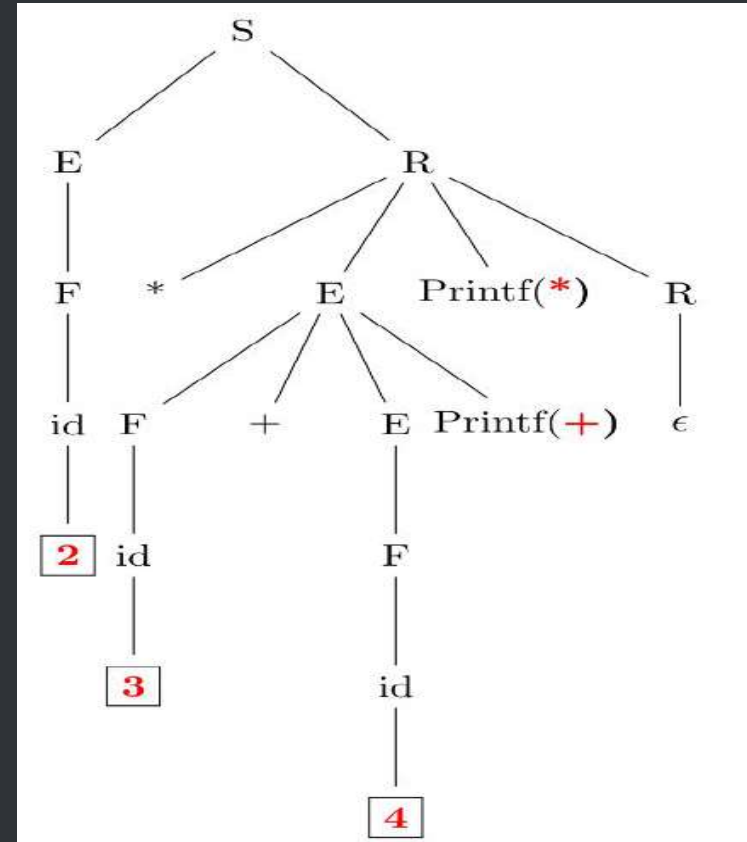 S
E R
F * E Printf(*) R
id F + E Printf(+) ϵ
2 id F
3 id
4